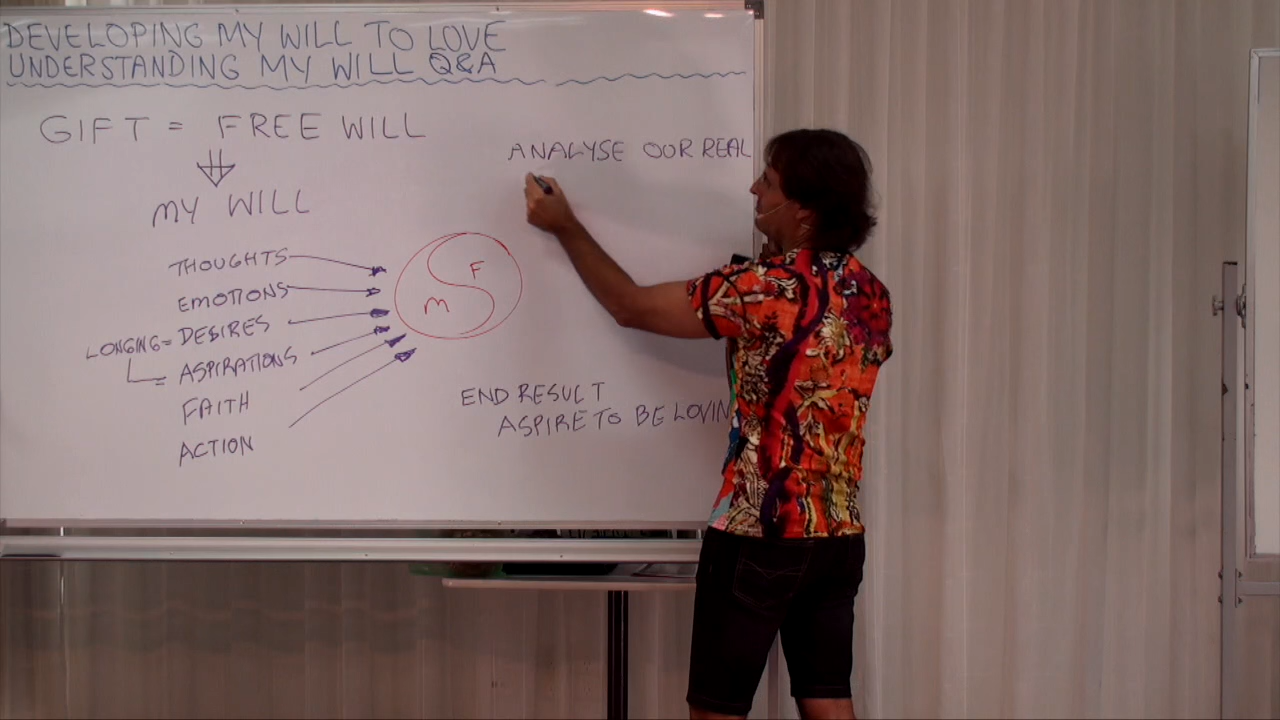 DEVELOPING MY WILL TO LOVE
UNDERSTANDING MY WILL Q&A
GIFT = FREE WILL
MY WILL
THOUGHTS
EMOTIONS
LONGING = DESIRES
= ASPIRATIONS
FAITH
ACTION
F
M
ANALYSE OUR REAL
END RESULT
ASPIRE TO BE LOVIN